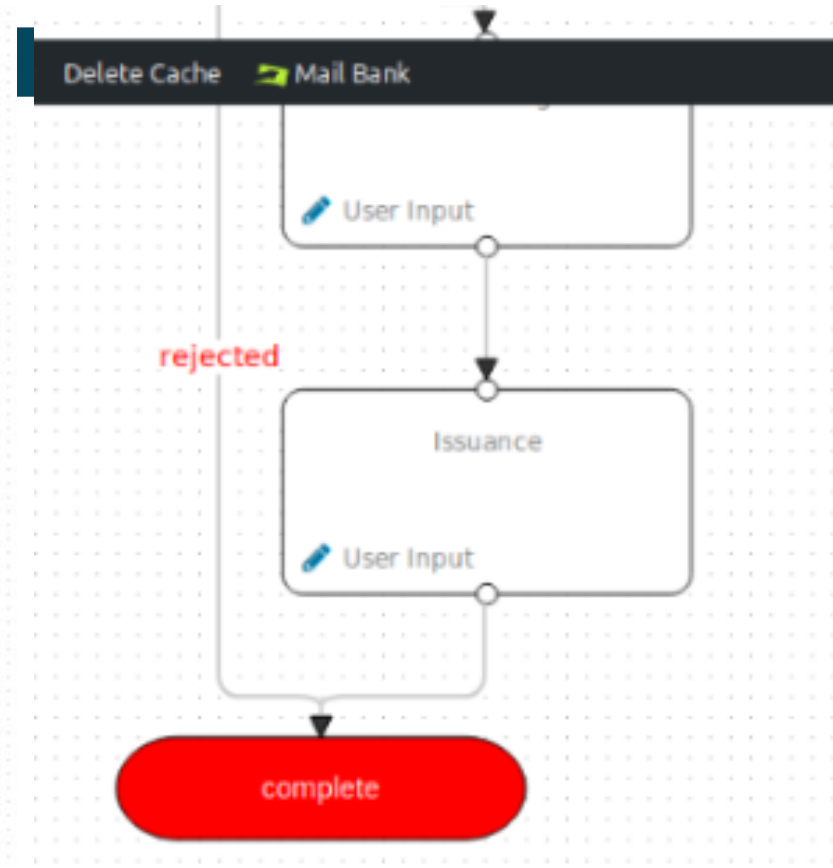 Delete Cache Mail Bank
User Input
rejected
Issuance
User Input
complete